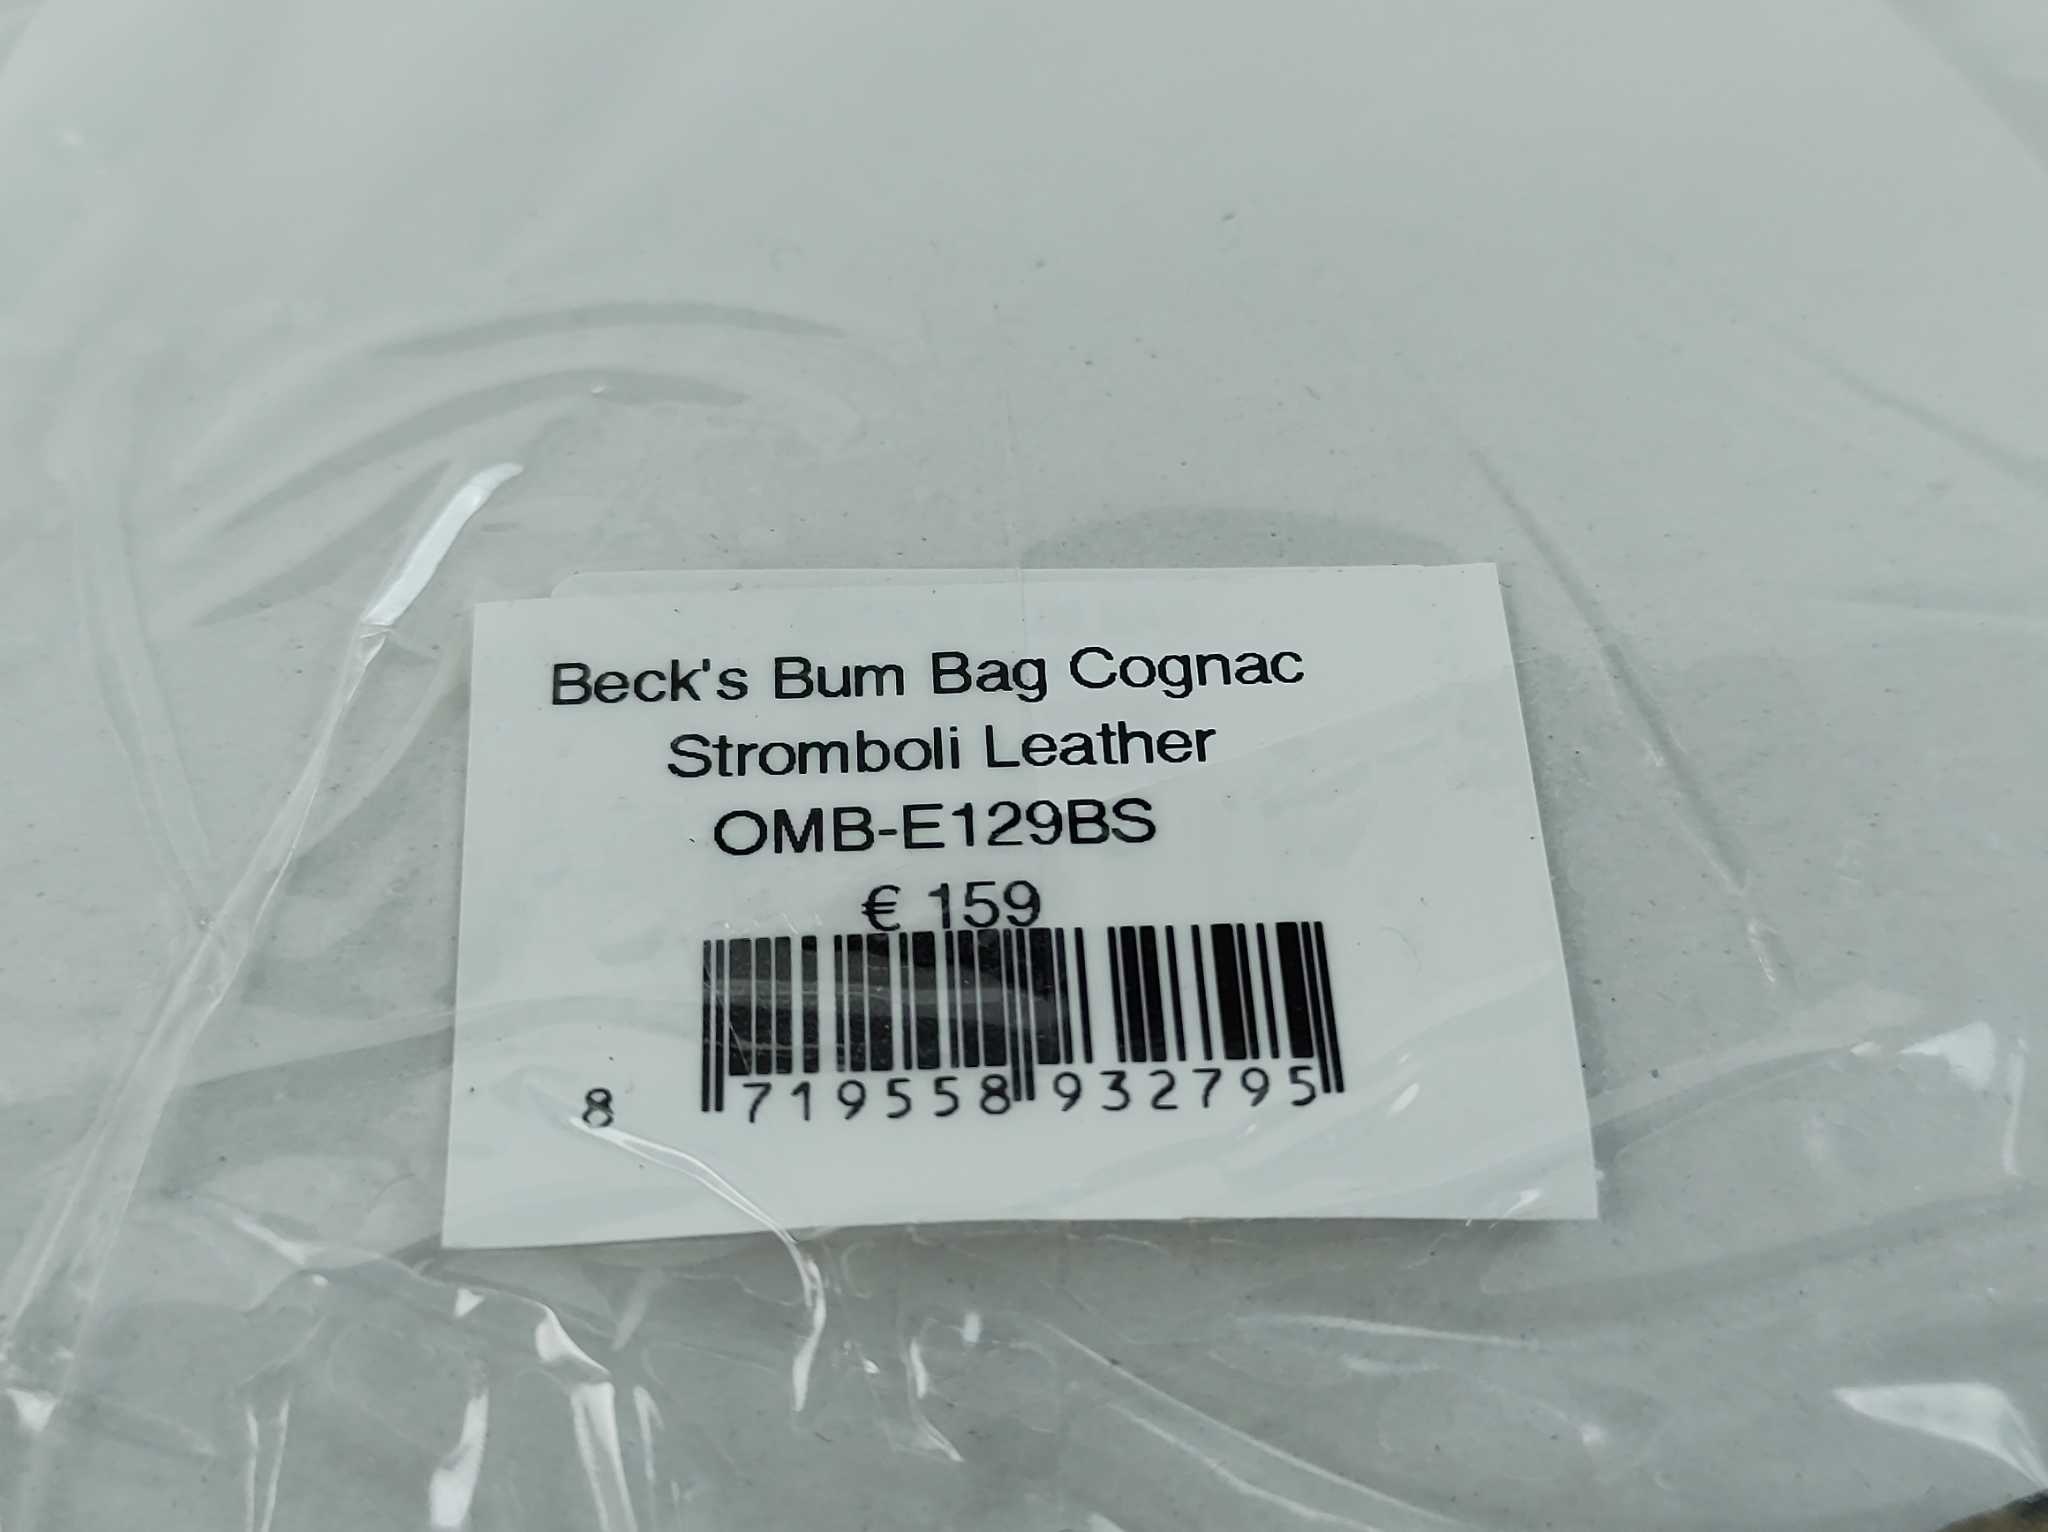 Beck's Bum Bag Cognac
Stromboli Leather
OMB-E129BS
€ 159
8 719558 932795